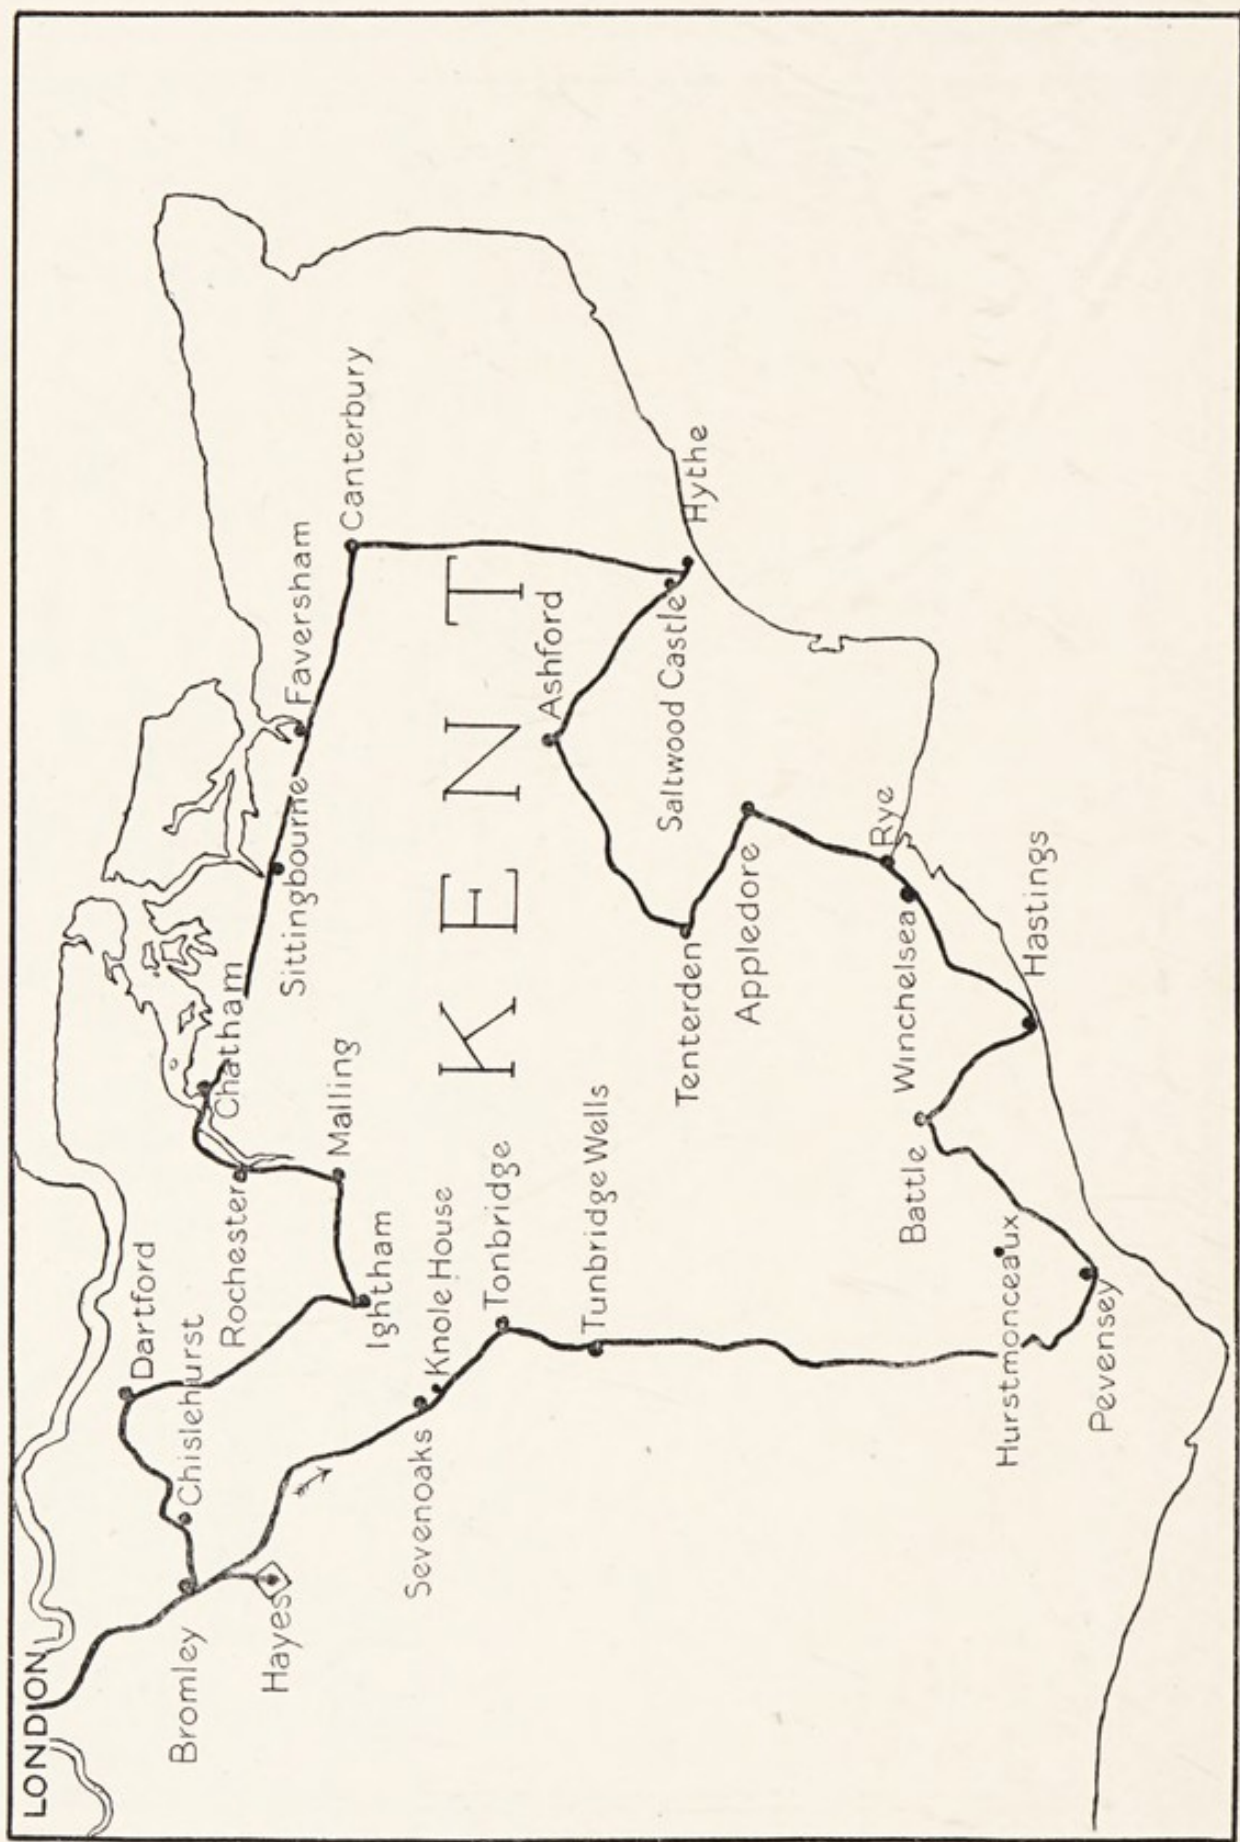 LONDON
Bromley
Hayes
Chislehurst
Dartford
Rochester
Chatham
Sittingbourne
Faversham
Canterbury
Malling
Ightham
Sevenoaks
Knole House
Tonbridge
Tunbridge Wells
KENT
Ashford
Saltwood Castle
Hythe
Tenterden
Appledore
Rye
Winchelsea
Hastings
Battle
Hurstmonceaux
Pevensey